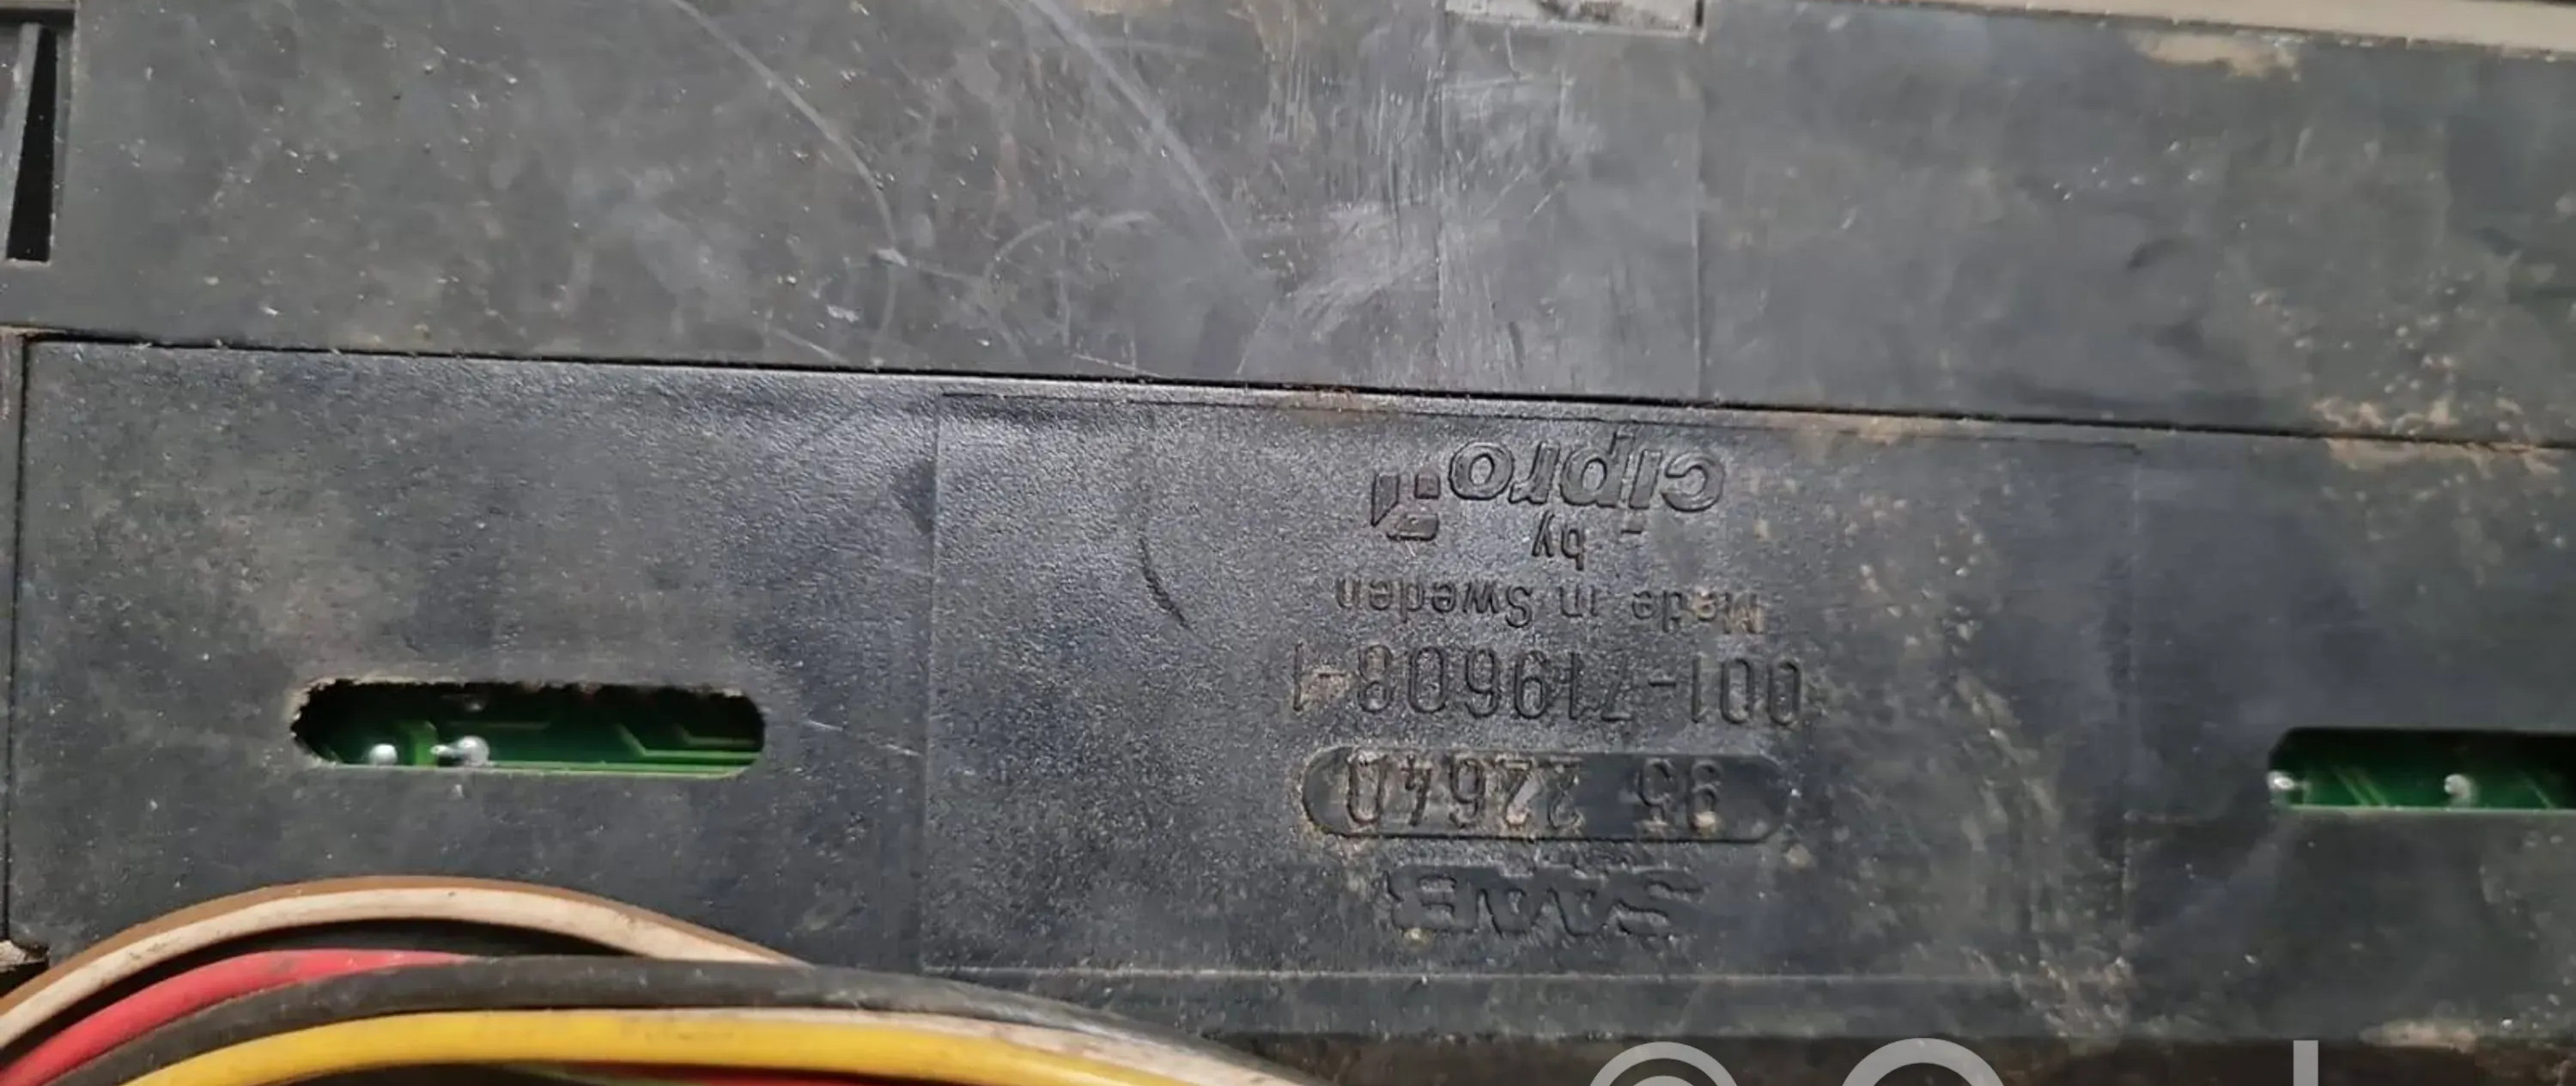 SAAB
95 22640
001-719608-1
Made in Sweden
- by
cipro